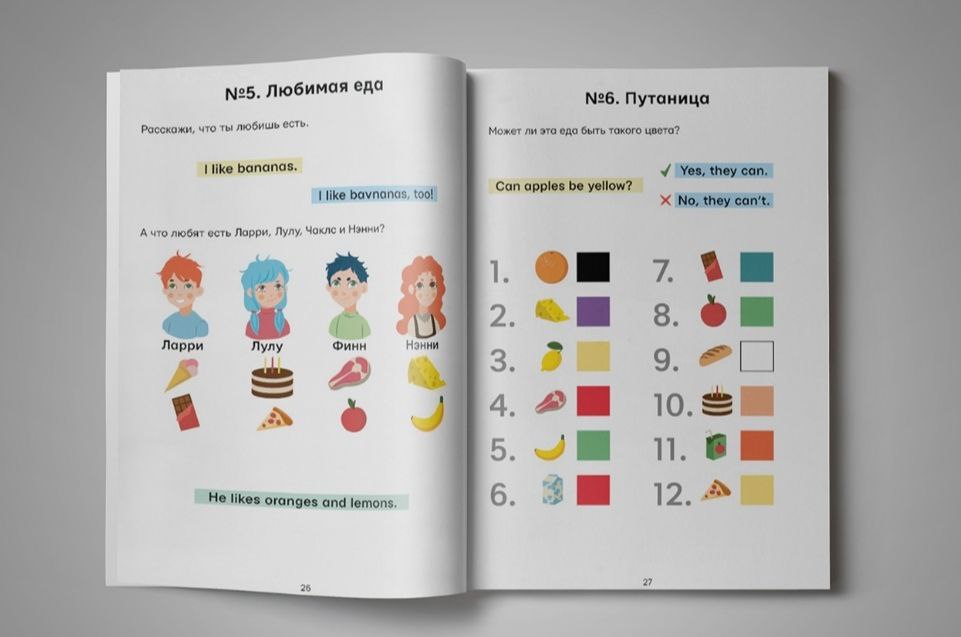 №5. Любимая еда
Расскажи, что ты любишь есть.
I like bananas.
I like bavnanas, too!
А что любят есть Ларри, Лулу, Чаклс и Нэнни?
Ларри Лулу Финн Нэнни
He likes oranges and lemons.
26
№6. Путаница
Может ли эта еда быть такого цвета?
Can apples be yellow?
Yes, they can.
No, they can't.
1.
2.
3.
4.
5.
6.
7.
8.
9.
10.
11.
12.
27